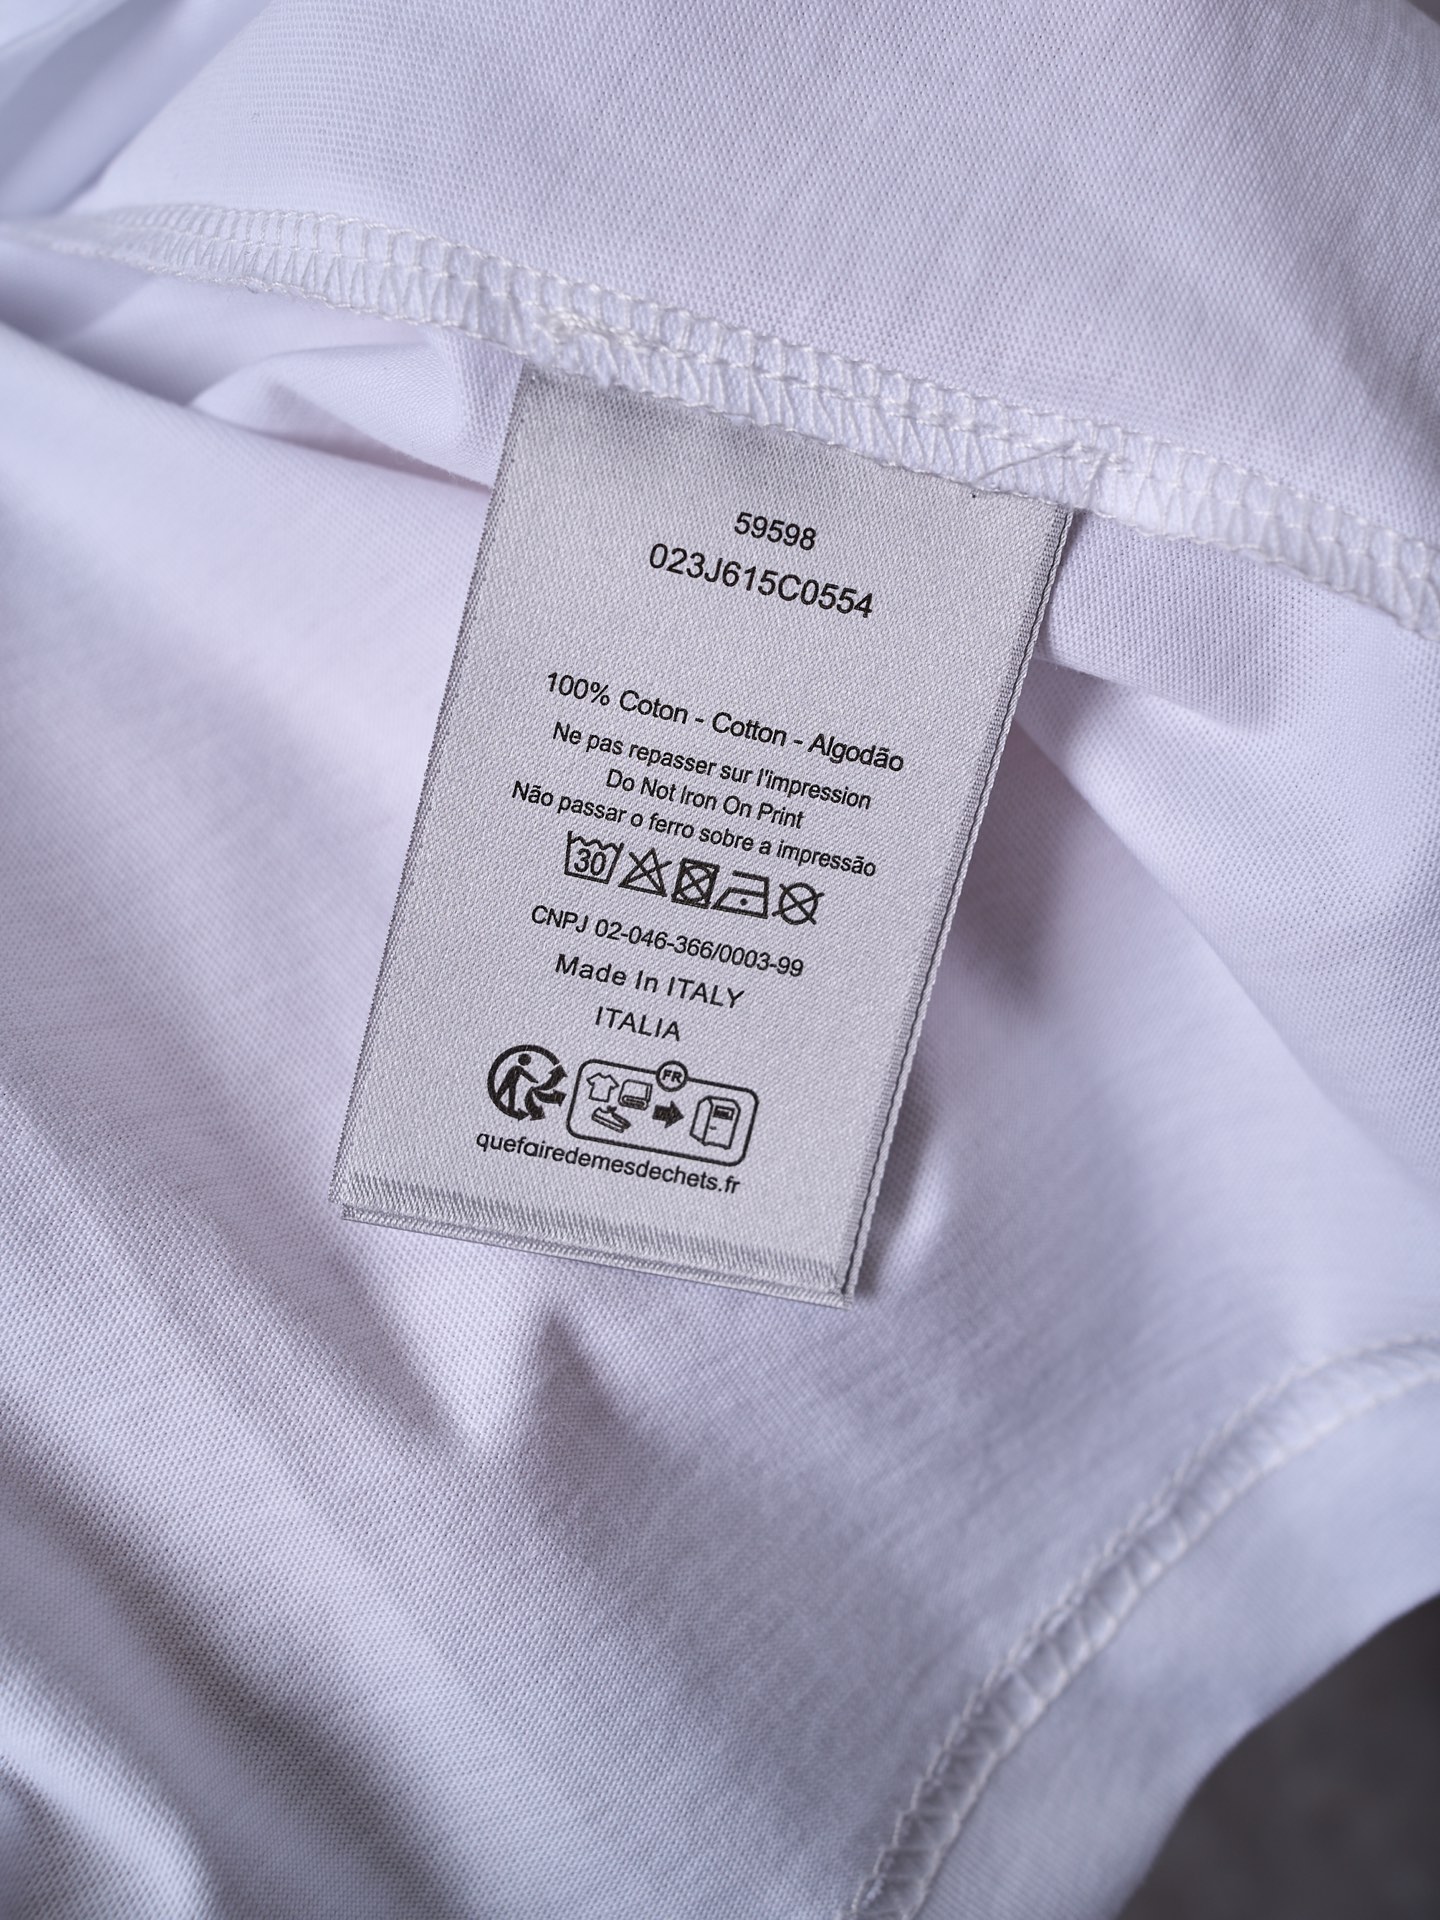 59598
023J615C0554
100% Coton - Cotton - Algodão
Ne pas repasser sur l'impression
Do Not Iron On Print
Não passar o ferro sobre a impressão
30
CNPJ 02-046-366/0003-99
Made In ITALY
ITALIA
FR
quefairedemesdechets.fr